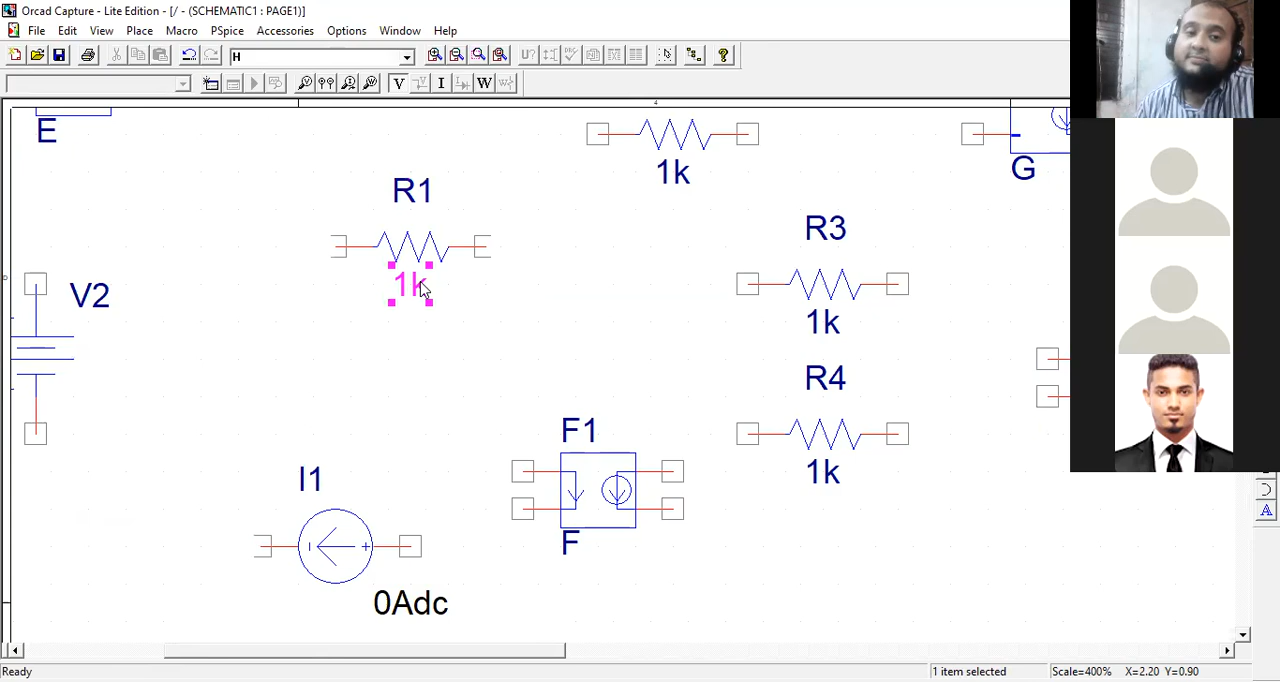 Orcad Capture - Lite Edition - [/ - (SCHEMATIC1 : PAGE1)]
File Edit View Place Macro PSpice Accessories Options Window Help
H
U?
V I W
4
E
1k
G
R1
R3
1k
V2
1k
R4
F1
1k
I1
F
0Adc
A
Ready
1 item selected
Scale=400% X=2.20 Y=0.90